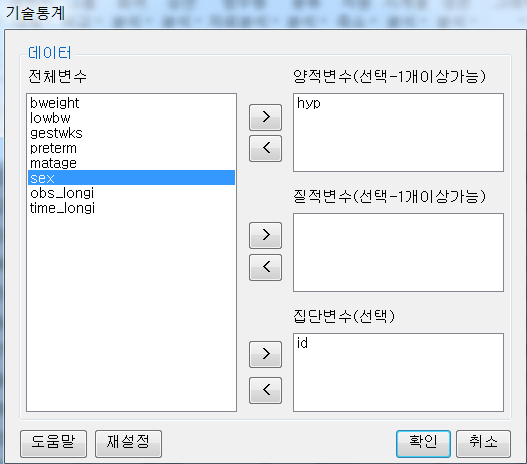 기술통계
데이터
전체변수
bweight
lowbw
gestwks
preterm
matage
sex
obs_longi
time_longi
>
<
>
<
>
<
양적변수(선택-1개이상가능)
hyp
질적변수(선택-1개이상가능)
집단변수(선택)
id
도움말
재설정
확인
취소